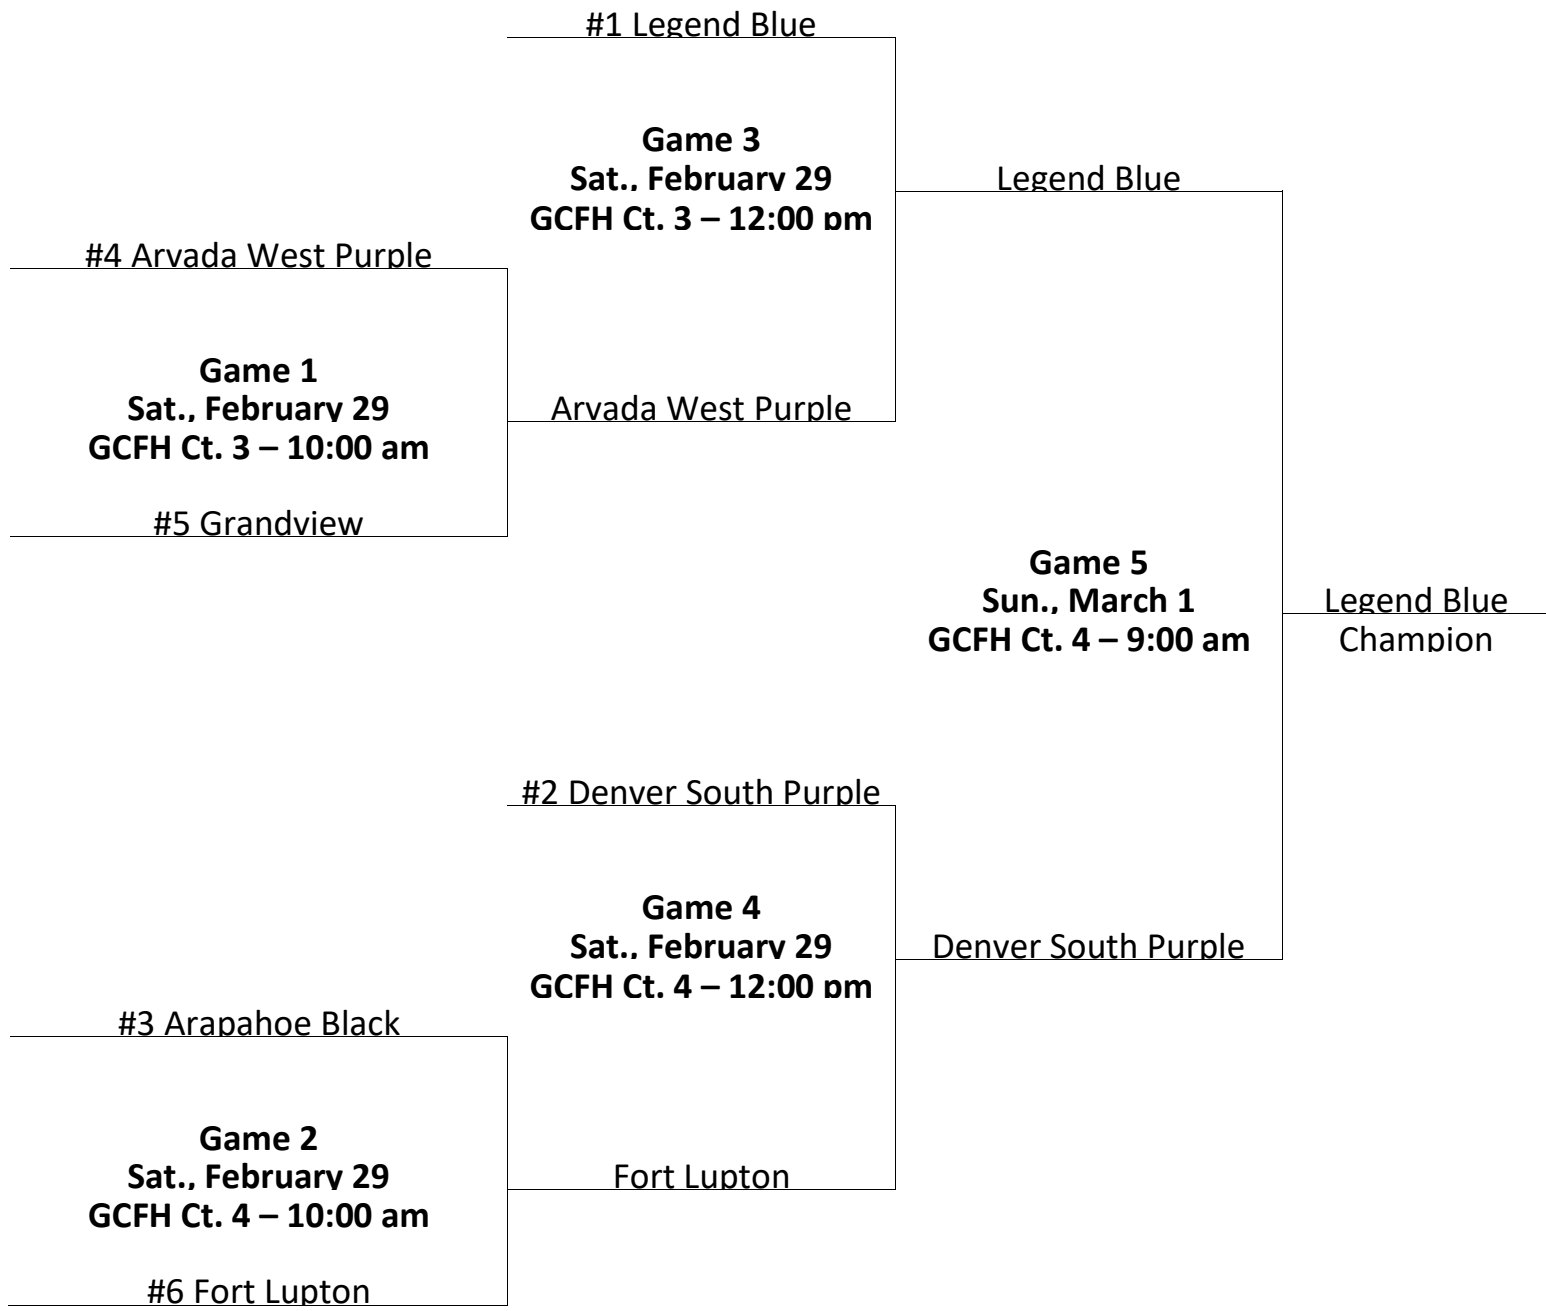 #1 Legend Blue
Game 3
Sat., February 29
GCFH Ct. 3 – 12:00 pm
Legend Blue
#4 Arvada West Purple
Game 1
Sat., February 29
GCFH Ct. 3 – 10:00 am
Arvada West Purple
#5 Grandview
Game 5
Sun., March 1
GCFH Ct. 4 – 9:00 am
Legend Blue
Champion
#2 Denver South Purple
Game 4
Sat., February 29
GCFH Ct. 4 – 12:00 pm
Denver South Purple
#3 Arapahoe Black
Game 2
Sat., February 29
GCFH Ct. 4 – 10:00 am
Fort Lupton
#6 Fort Lupton